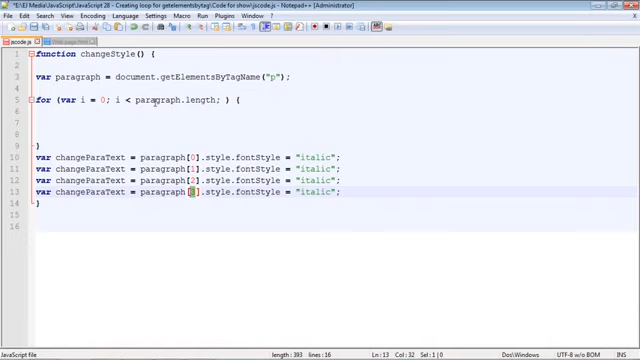 *E:\EJ Media\JavaScript\JavaScript 28 - Creating loop for getelementsbytag\Code for show\jscode.js - Notepad++ [Administrator]
File Edit Search View Encoding Language Settings Macro Run Plugins Window ?
jscode.js Web page.html
1 function changeStyle() {
2
3 var paragraph = document.getElementsByTagName("p");
4
5 for (var i = 0; i < paragraph.length; ) {
6
7
8
9 }
10 var changeParaText = paragraph[0].style.fontStyle = "italic";
11 var changeParaText = paragraph[1].style.fontStyle = "italic";
12 var changeParaText = paragraph[2].style.fontStyle = "italic";
13 var changeParaText = paragraph[3].style.fontStyle = "italic";
14 }
15
16
JavaScript file length : 393 lines : 16 Ln : 13 Col : 32 Sel : 1 | 0 Dos\Windows UTF-8 w/o BOM INS